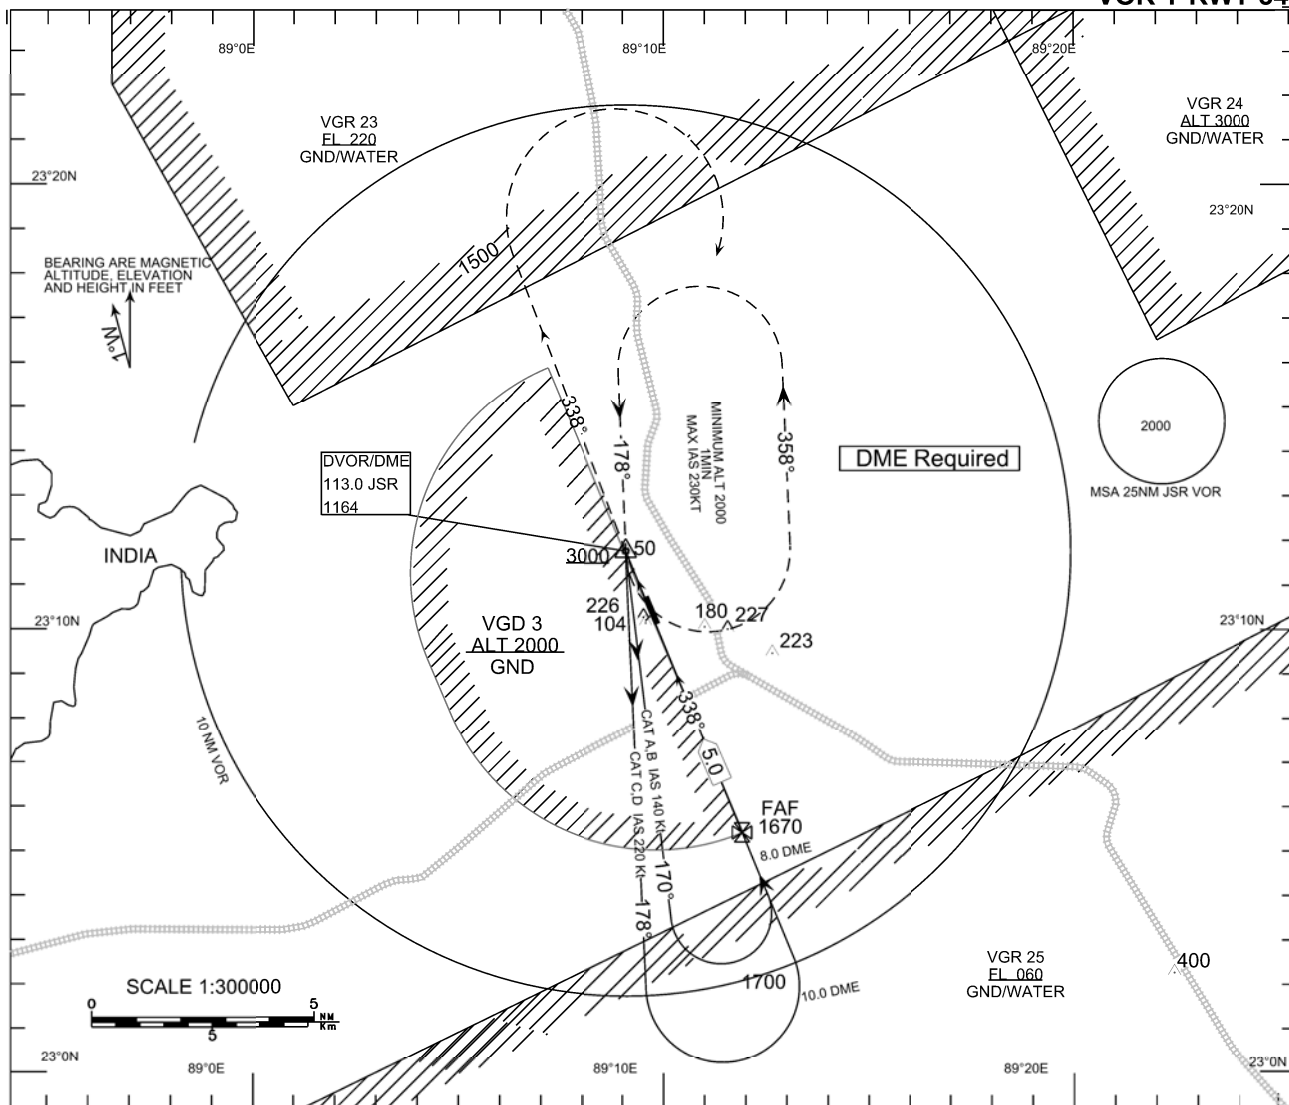 89°0E
89°10E
89°20E
VGR 23
FL 220
GND/WATER
VGR 24
ALT 3000
GND/WATER
23°20N
23°20N
BEARING ARE MAGNETIC
ALTITUDE, ELEVATION
AND HEIGHT IN FEET
1°W
1500
338°
178°
MINIMUM ALT 2000
1MIN
MAX IAS 230KT
358°
DME Required
2000
MSA 25NM JSR VOR
DVOR/DME
113.0 JSR
1164
INDIA
3000
50
226
104
180
227
223
23°10N
23°10N
VGD 3
ALT 2000
GND
10 NM VOR
338°
5.0
CAT A,B IAS 140 Kt
170°
CAT C,D IAS 220 Kt
178°
FAF
1670
8.0 DME
1700
10.0 DME
VGR 25
FL 060
GND/WATER
400
SCALE 1:300000
0
5
NM
Km
5
23°0N
89°0E
89°10E
89°20E
23°0N